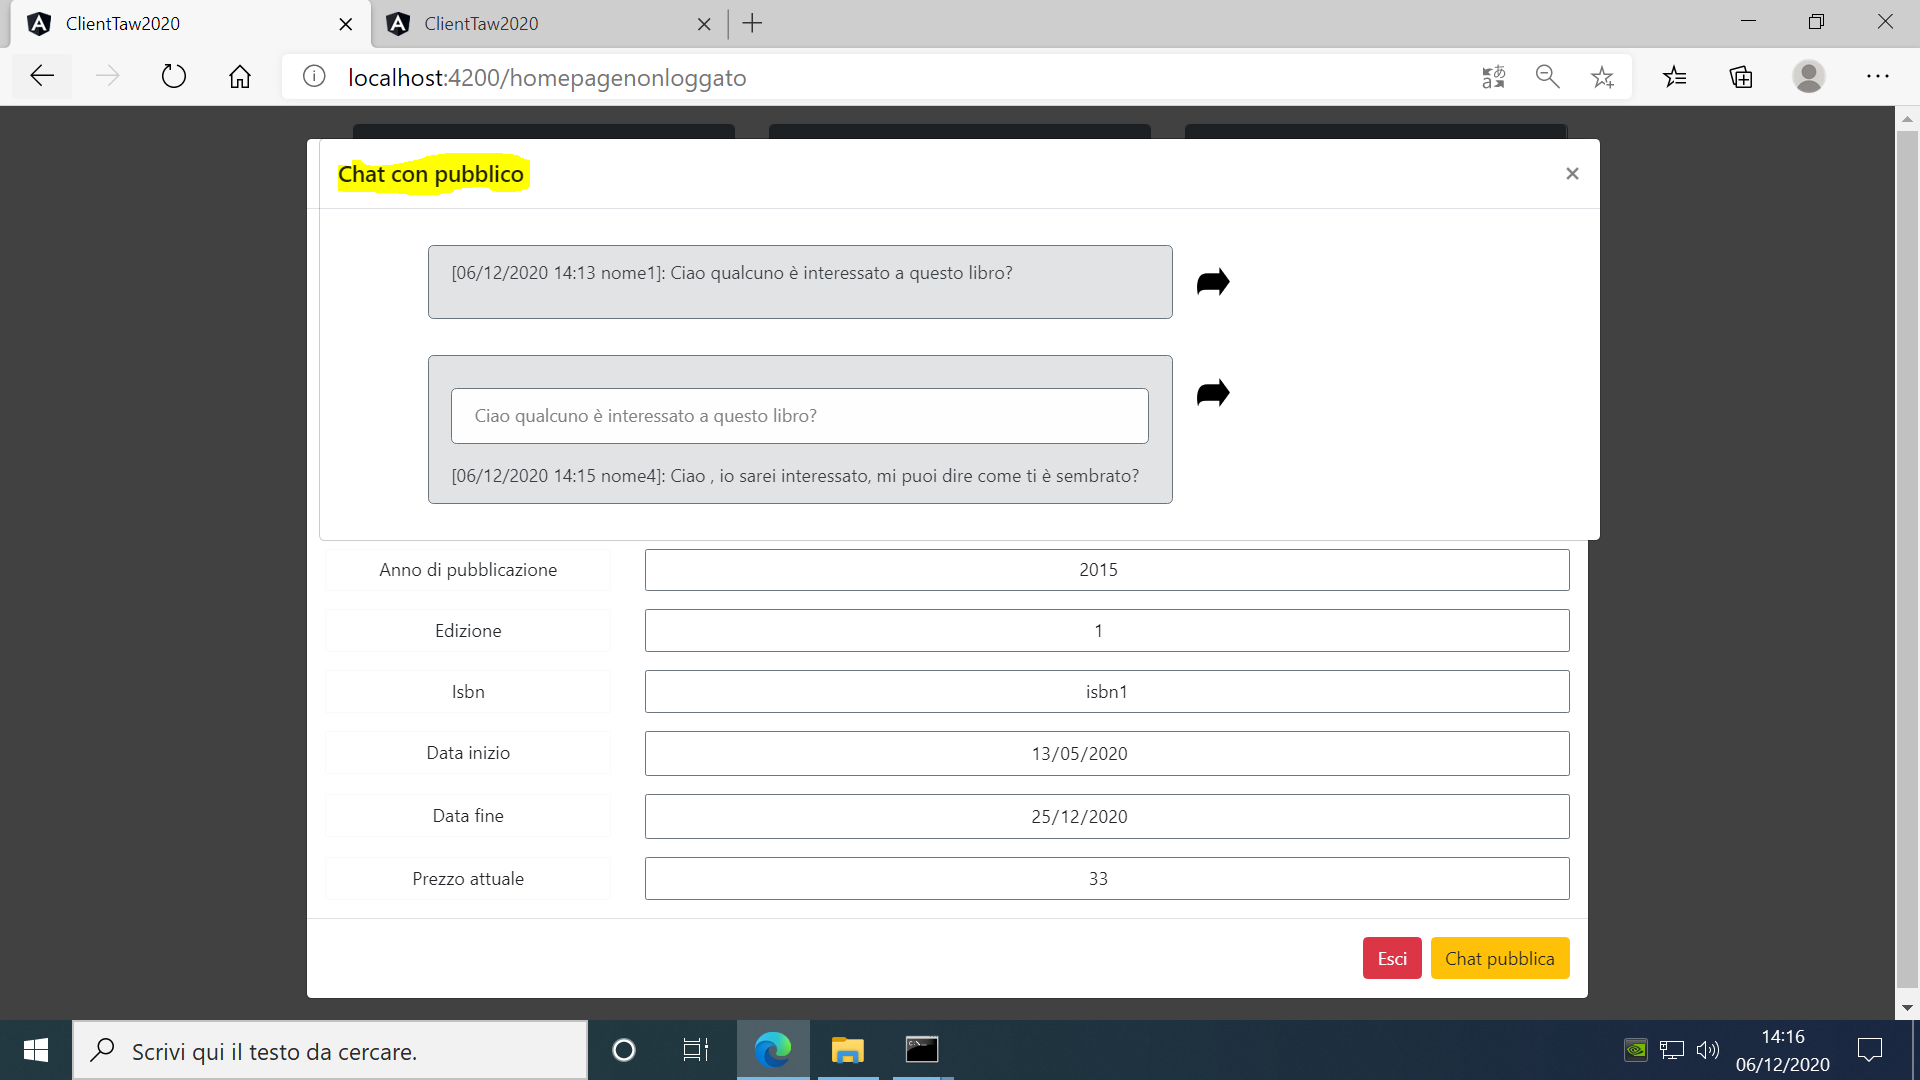 ClientTaw2020
ClientTaw2020
localhost:4200/homepagenonloggato
Chat con pubblico
×
[06/12/2020 14:13 nome1]: Ciao qualcuno è interessato a questo libro?
Ciao qualcuno è interessato a questo libro?
[06/12/2020 14:15 nome4]: Ciao , io sarei interessato, mi puoi dire come ti è sembrato?
Anno di pubblicazione 2015
Edizione 1
Isbn isbn1
Data inizio 13/05/2020
Data fine 25/12/2020
Prezzo attuale 33
Esci Chat pubblica
Scrivi qui il testo da cercare.
14:16
06/12/2020